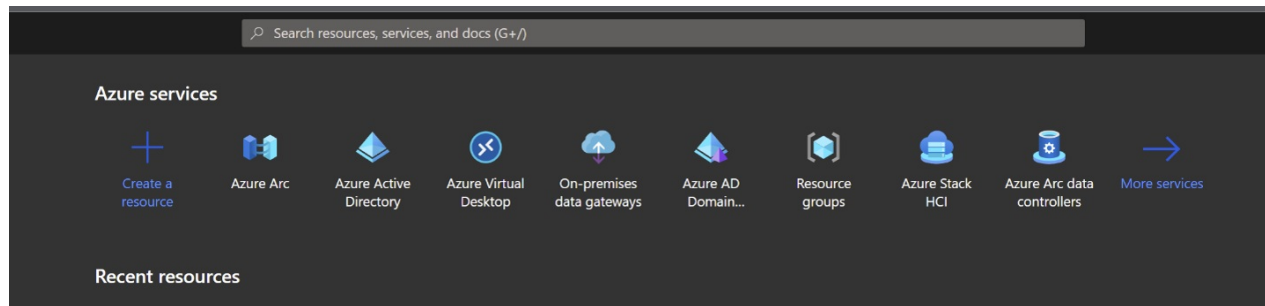 Search resources, services, and docs (G+/)
Azure services
Create a
resource
Azure Arc
Azure Active
Directory
Azure Virtual
Desktop
On-premises
data gateways
Azure AD
Domain...
Resource
groups
Azure Stack
HCI
Azure Arc data
controllers
More services
Recent resources